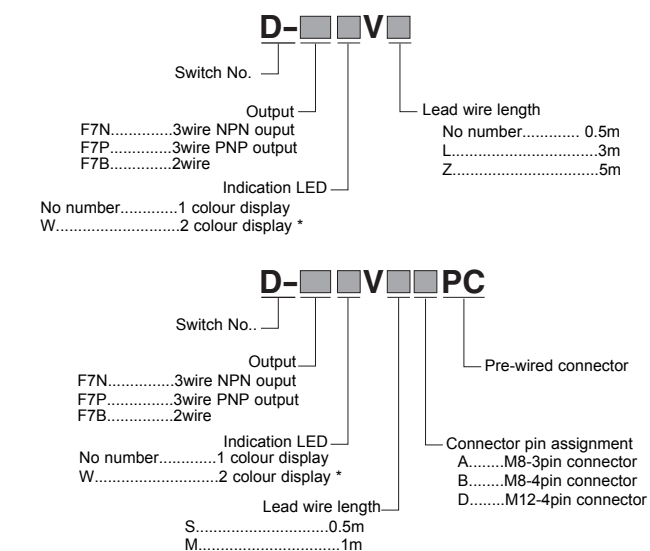 D- V
Switch No.
Output
F7N.............3wire NPN ouput
F7P.............3wire PNP output
F7B.............2wire
Lead wire length
No number............. 0.5m
L................................3m
Z................................5m
Indication LED
No number............1 colour display
W...........................2 colour display *
D- V PC
Switch No..
Output
F7N..............3wire NPN ouput
F7P..............3wire PNP output
F7B..............2wire
Pre-wired connector
Indication LED
No number............1 colour display
W...........................2 colour display *
Connector pin assignment
A........M8-3pin connector
B........M8-4pin connector
D........M12-4pin connector
Lead wire length
S.............................0.5m
M...............................1m